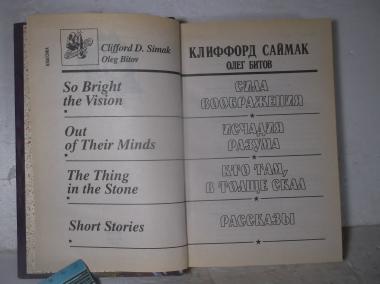 Clifford D. Simak
Oleg Bitov
So Bright
the Vision
Out
of Their Minds
The Thing
in the Stone
Short Stories
КЛИФФОРД САЙМАК
ОЛЕГ БИТОВ
СИЛА
ВООБРАЖЕНИЯ
ИСЧАДИЯ
РАЗУМА
КТО ТАМ,
В ТОЛЩЕ СКАЛ
РАССКАЗЫ